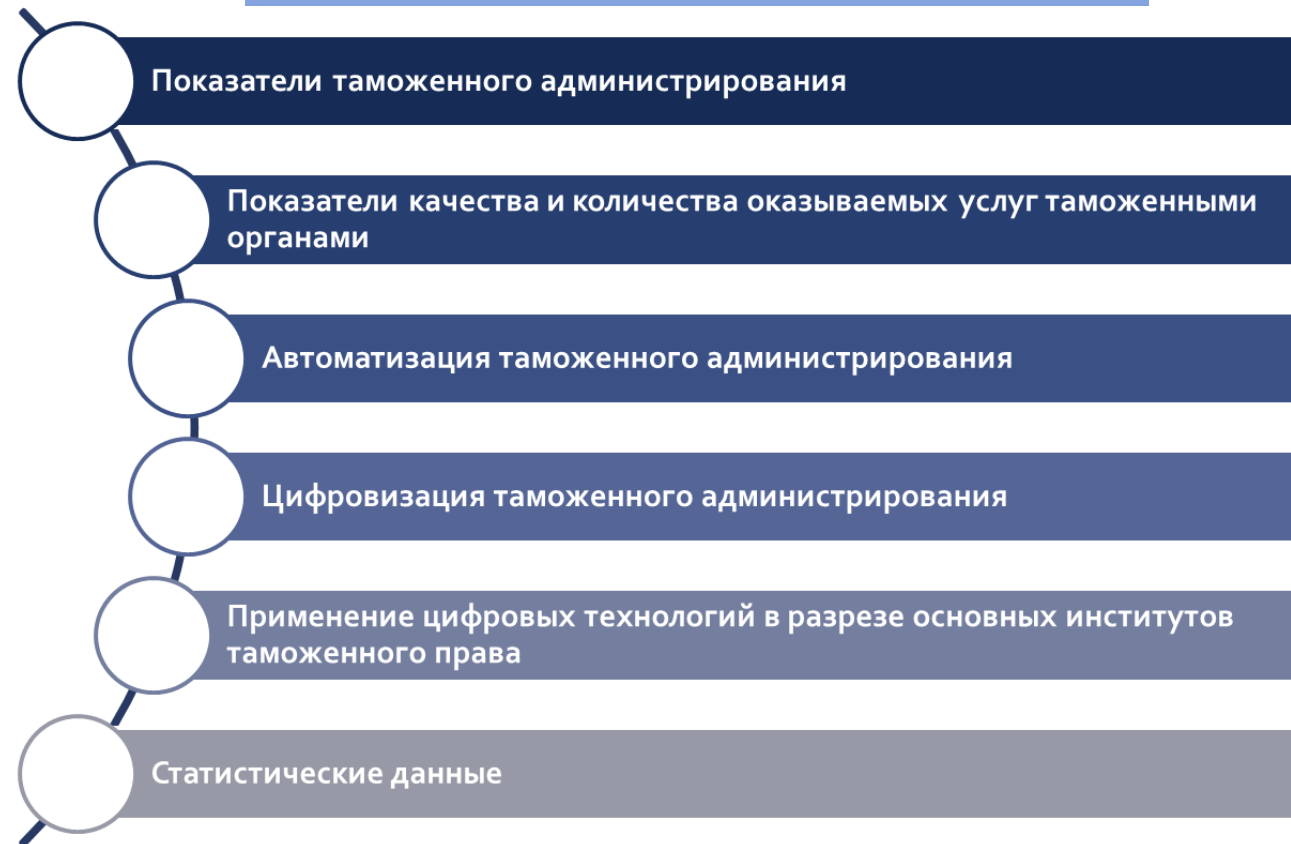 Показатели таможенного администрирования
Показатели качества и количества оказываемых услуг таможенными
органами
Автоматизация таможенного администрирования
Цифровизация таможенного администрирования
Применение цифровых технологий в разрезе основных институтов
таможенного права
Статистические данные